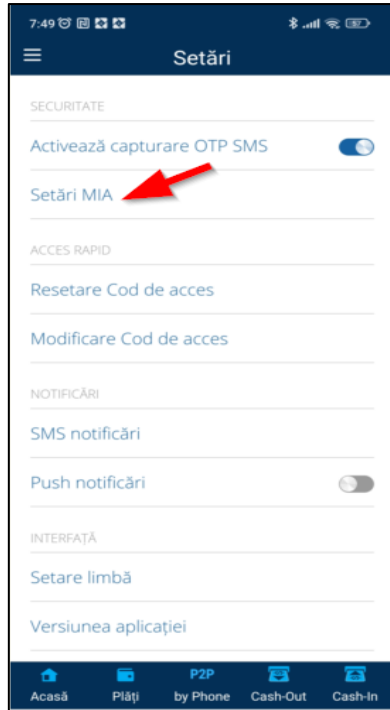 7:49
Setări
SECURITATE
Activează capturare OTP SMS
Setări MIA
ACCES RAPID
Resetare Cod de acces
Modificare Cod de acces
NOTIFICĂRI
SMS notificări
Push notificări
INTERFAȚĂ
Setare limbă
Versiunea aplicației
P2P
Acasă Plăți by Phone Cash-Out Cash-In